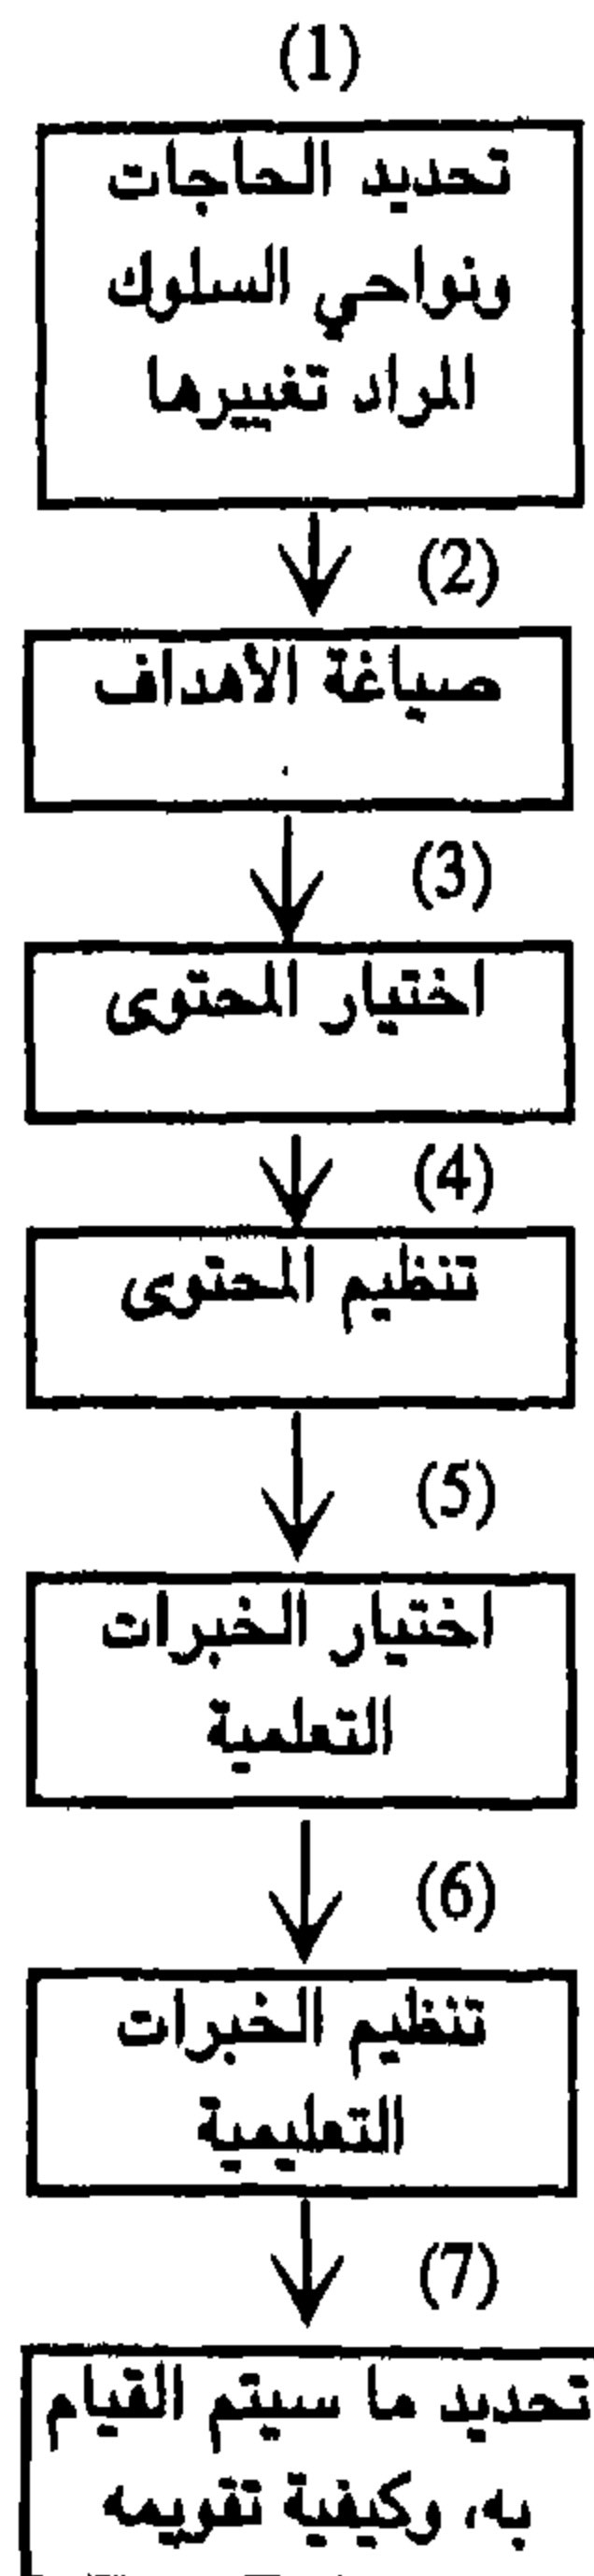 (1)
تحديد الحاجات
ونواحي السلوك
المراد تغييرها
(2)
صياغة الأهداف
(3)
اختيار المحتوى
(4)
تنظيم المحتوى
(5)
اختيار الخبرات
التعلمية
(6)
تنظيم الخبرات
التعليمية
(7)
تحديد ما سيتم القيام
به، وكيفية تقويمه